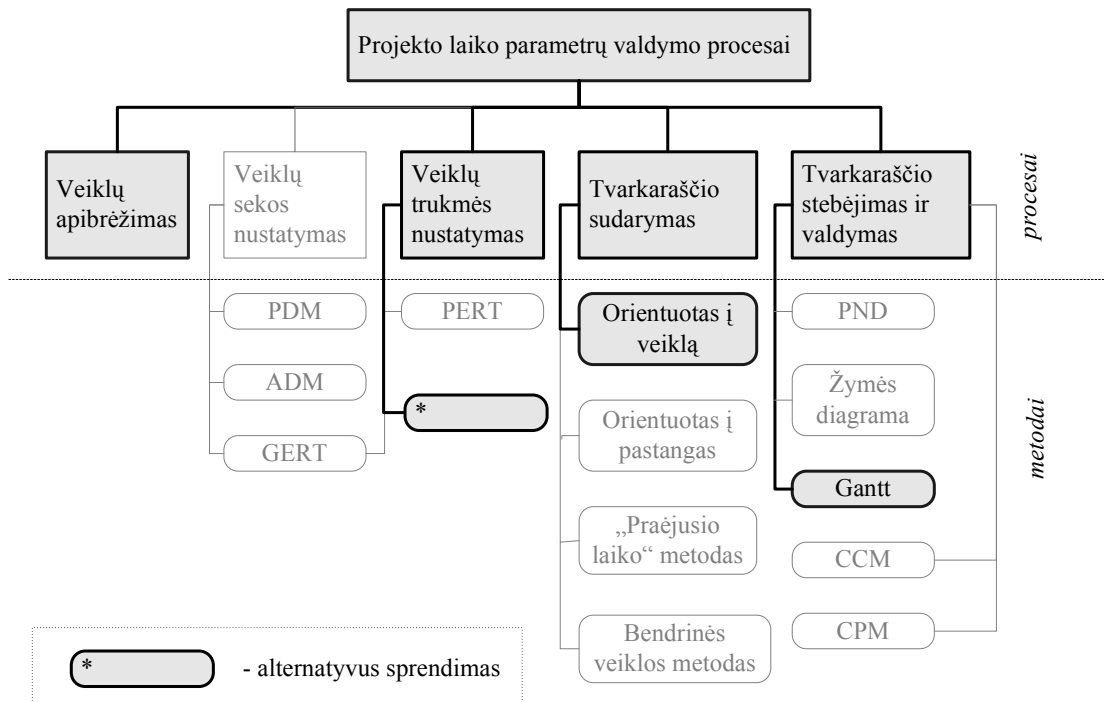 Projekto laiko parametrų valdymo procesai
Veiklų
apibrėžimas
Veiklų
sekos
nustatymas
Veiklų
trukmės
nustatymas
Tvarkaraščio
sudarymas
Tvarkaraščio
stebėjimas ir
valdymas
procesai
PDM
ADM
GERT
PERT
*
Orientuotas į
veiklą
Orientuotas į
pastangas
„Praėjusio
laiko“ metodas
Bendrinės
veiklos metodas
PND
Žymės
diagrama
Gantt
CCM
CPM
metodai
* - alternatyvus sprendimas